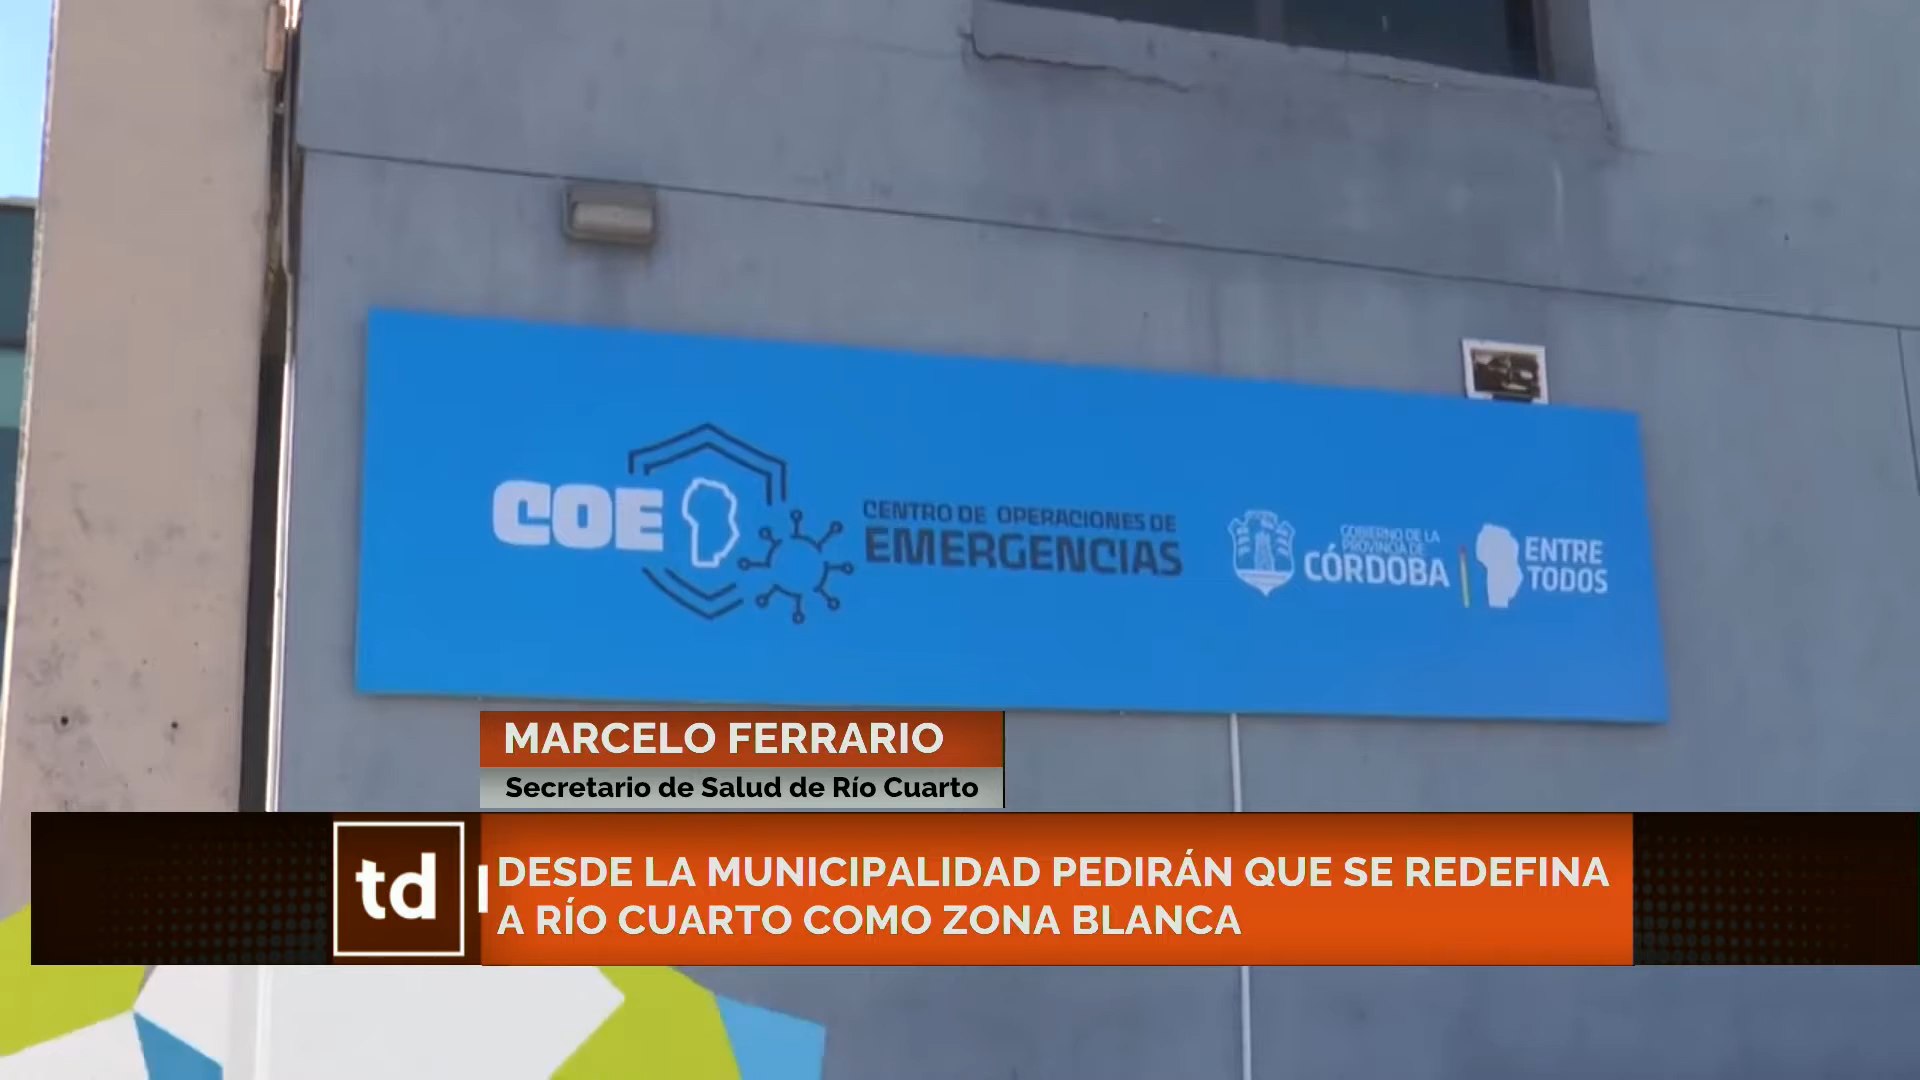 COE
CENTRO DE OPERACIONES DE
EMERGENCIAS
GOBIERNO DE LA
PROVINCIA DE
CÓRDOBA
ENTRE
TODOS
MARCELO FERRARIO
Secretario de Salud de Río Cuarto
td
DESDE LA MUNICIPALIDAD PEDIRÁN QUE SE REDEFINA
A RÍO CUARTO COMO ZONA BLANCA